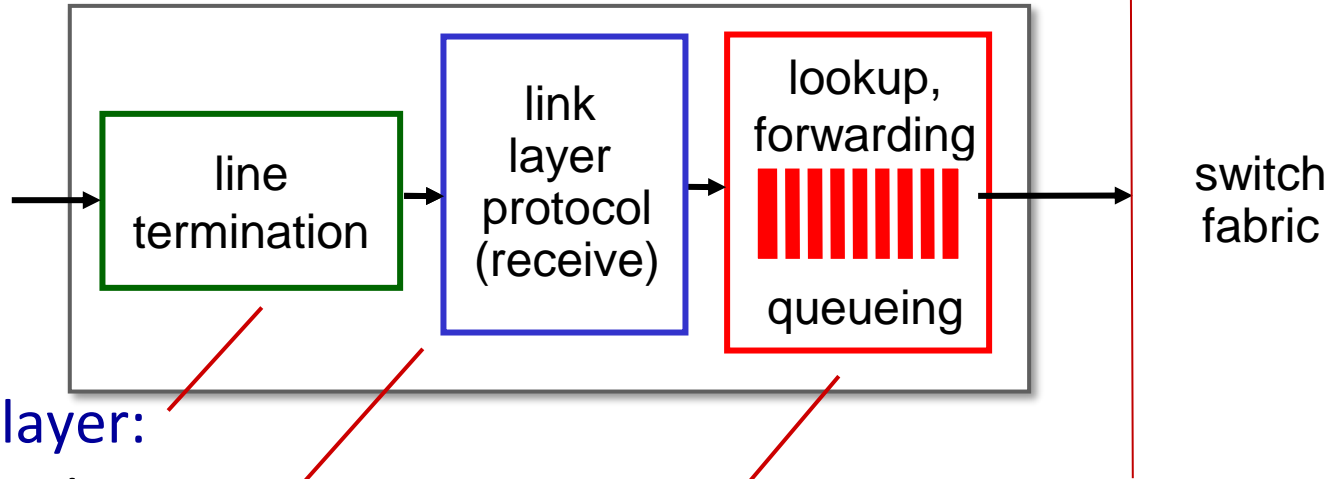 line
termination
link
layer
protocol
(receive)
lookup,
forwarding
queueing
switch
fabric
layer: